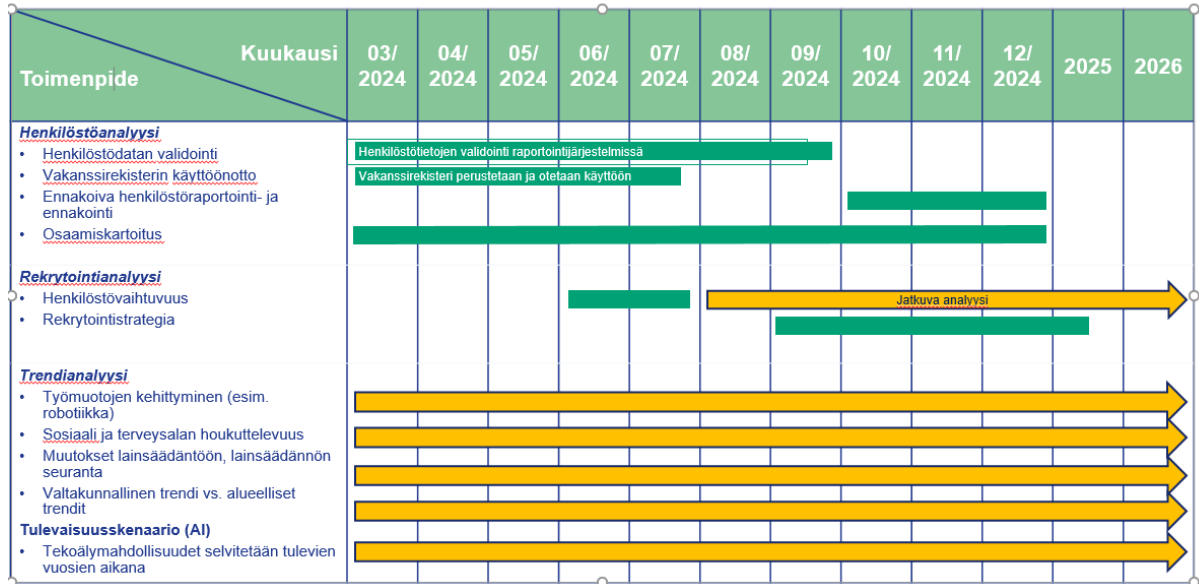 Kuukausi
Toimenpide
03/
2024
04/
2024
05/
2024
06/
2024
07/
2024
08/
2024
09/
2024
10/
2024
11/
2024
12/
2024
2025
2026
Henkilöstöanalyysi
• Henkilöstödatan validointi
Henkilöstötietojen validointi raportointijärjestelmissä
• Vakanssirekisterin käyttöönotto
Vakanssirekisteri perustetaan ja otetaan käyttöön
• Ennakoiva henkilöstöraportointi- ja
ennakointi
• Osaamiskartoitus
Rekrytointianalyysi
• Henkilöstövaihtuvuus
Jatkuva analyysi
• Rekrytointistrategia
Trendianalyysi
• Työmuotojen kehittyminen (esim.
robotiikka)
• Sosiaali ja terveysalan houkuttelevuus
• Muutokset lainsäädäntöön, lainsäädännön
seuranta
• Valtakunnallinen trendi vs. alueelliset
trendit
Tulevaisuusskenaario (AI)
• Tekoälymahdollisuudet selvitetään tulevien
vuosien aikana